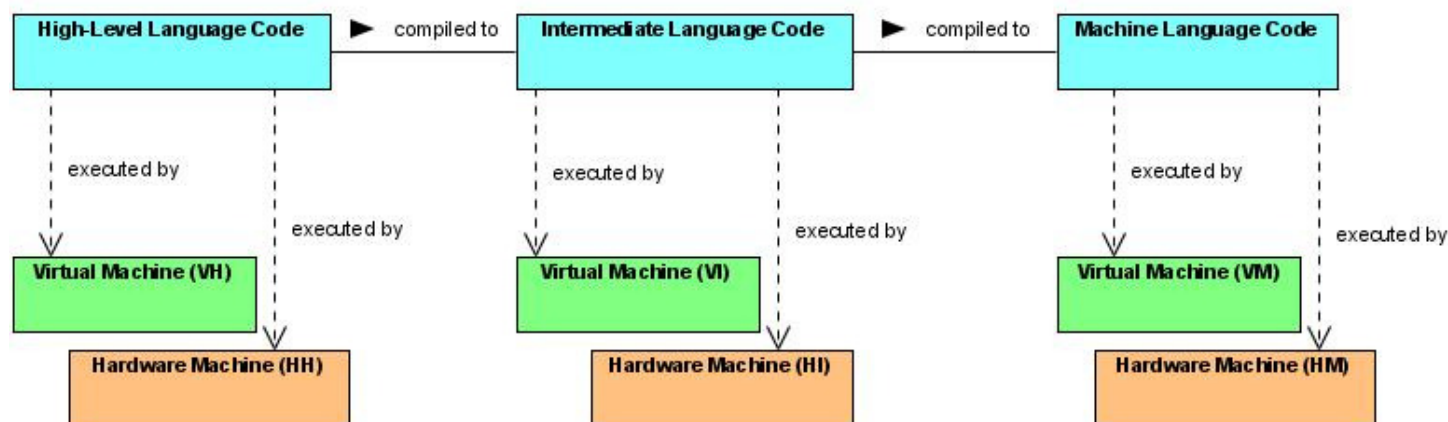 High-Level Language Code
compiled to
Intermediate Language Code
compiled to
Machine Language Code
executed by
executed by
executed by
executed by
executed by
executed by
Virtual Machine (VH)
Virtual Machine (VI)
Virtual Machine (VM)
Hardware Machine (HH)
Hardware Machine (HI)
Hardware Machine (HM)